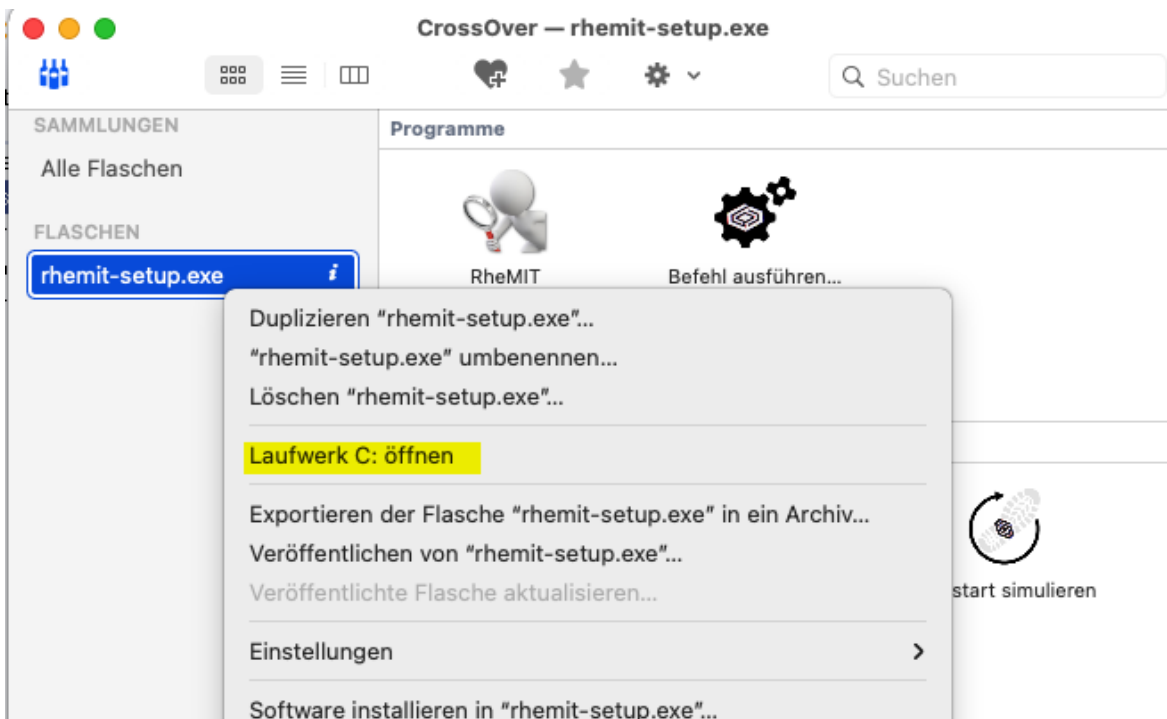 CrossOver — rhemit-setup.exe
Suchen
SAMMLUNGEN
Alle Flaschen
FLASCHEN
rhemit-setup.exe
Programme
RheMIT
Befehl ausführen...
Duplizieren “rhemit-setup.exe”...
“rhemit-setup.exe” umbenennen...
Löschen “rhemit-setup.exe”...
Laufwerk C: öffnen
Exportieren der Flasche “rhemit-setup.exe” in ein Archiv...
Veröffentlichen von “rhemit-setup.exe”...
Veröffentlichte Flasche aktualisieren...
Einstellungen
Software installieren in “rhemit-setup.exe”...
start simulieren